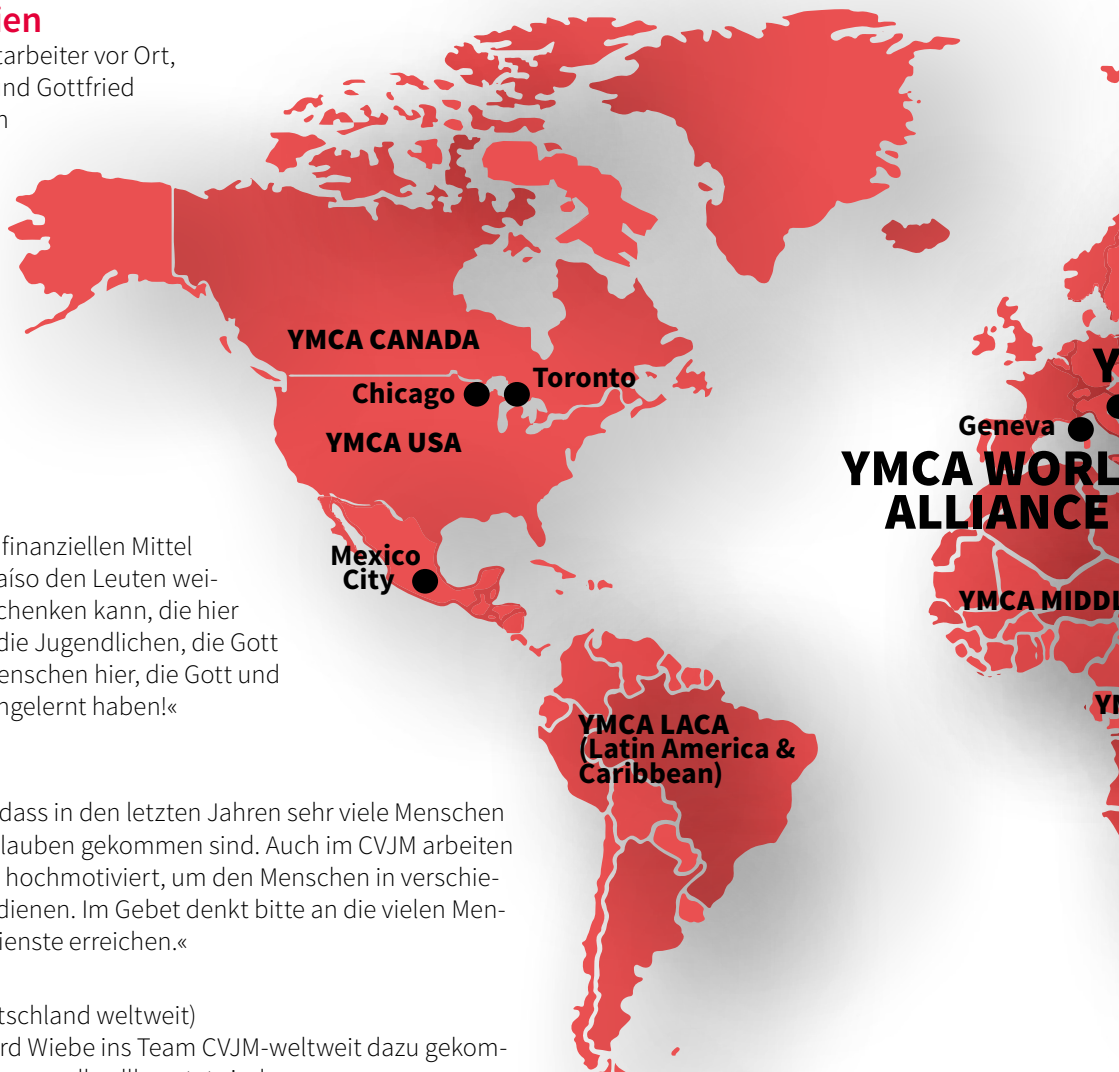 ien
tarbeiter vor Ort,
nd Gottfried
n
YMCA CANADA
Toronto
Chicago
YMCA USA
Y
Geneva
YMCA WORL
ALLIANCE
Mexico
City
YMCA MIDDL
finanziellen Mittel
aíso den Leuten wei-
chenken kann, die hier
die Jugendlichen, die Gott
enschen hier, die Gott und
ngelernt haben!«
YM
YMCA LACA
(Latin America &
Caribbean)
dass in den letzten Jahren sehr viele Menschen
lauben gekommen sind. Auch im CVJM arbeiten
hochmotiviert, um den Menschen in verschie-
dienen. Im Gebet denkt bitte an die vielen Men-
ienste erreichen.«
tschland weltweit)
rd Wiebe ins Team CVJM-weltweit dazu gekom-